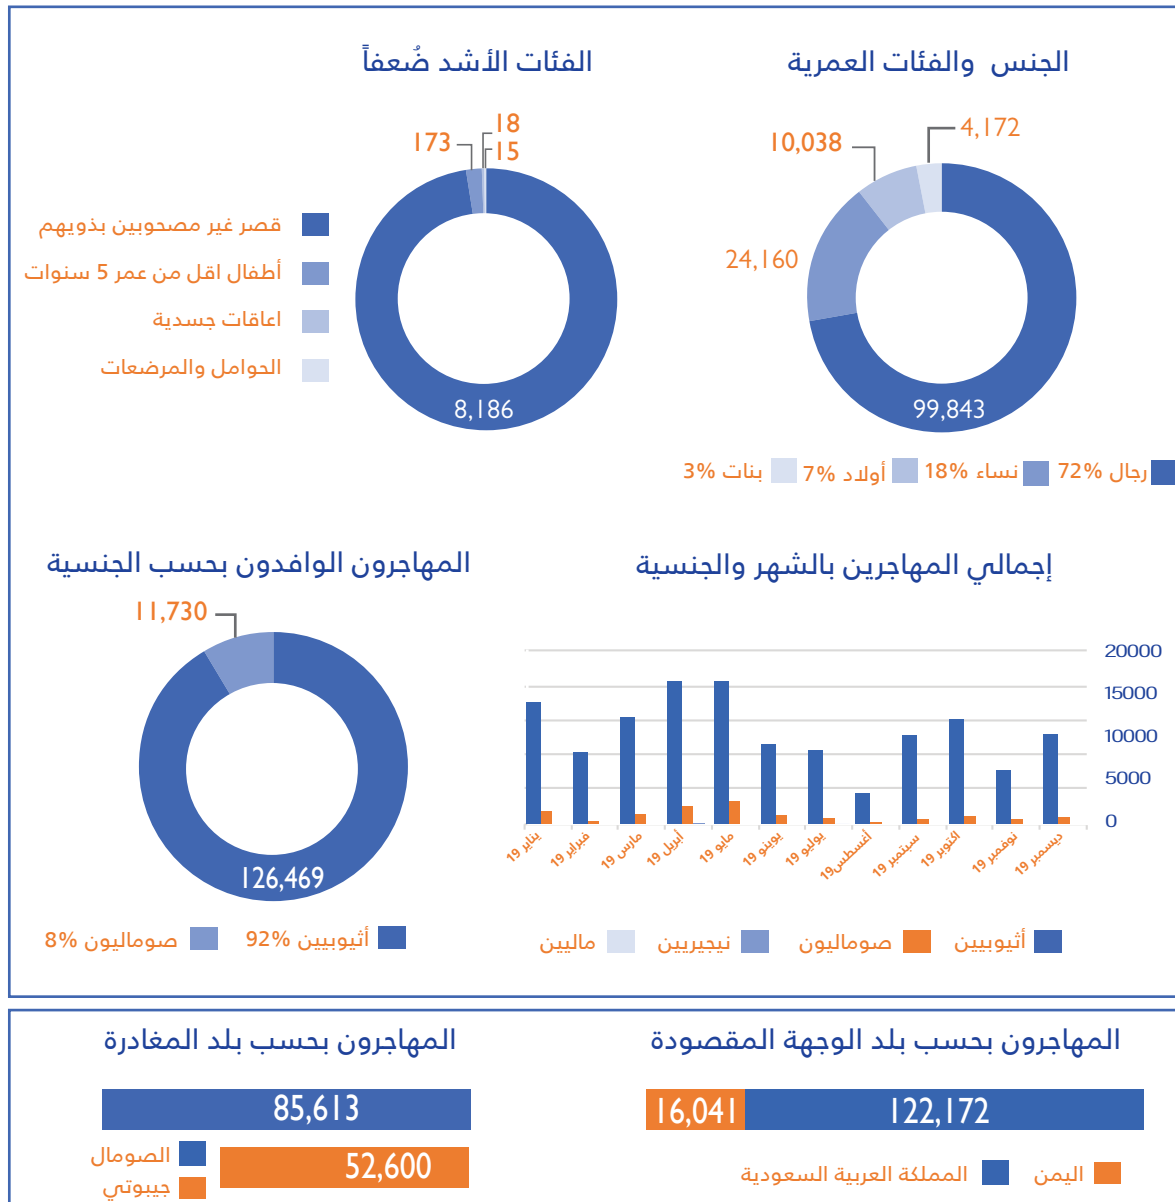 الجنس والفئات العمرية
4,172
10,038
24,160
99,843
رجال 72%
نساء 18%
أولاد 7%
بنات 3%
الفئات الأشد ضُعفاً
18
15
173
8,186
قصر غير مصحوبين بذويهم
أطفال اقل من عمر 5 سنوات
اعاقات جسدية
الحوامل والمرضعات
إجمالي المهاجرين بالشهر والجنسية
20000
15000
10000
5000
0
يناير 19
فبراير 19
مارس 19
أبريل 19
مايو 19
يوينو 19
يوليو 19
أغسطس19
سبتمبر 19
اكتوبر 19
نوفمبر 19
ديسمبر 19
أثيوبيين
صوماليون
نيجيريين
ماليين
المهاجرون الوافدون بحسب الجنسية
11,730
126,469
أثيوبيين 92%
صوماليون 8%
المهاجرون بحسب بلد الوجهة المقصودة
16,041
122,172
اليمن
المملكة العربية السعودية
المهاجرون بحسب بلد المغادرة
85,613
52,600
الصومال
جيبوتي